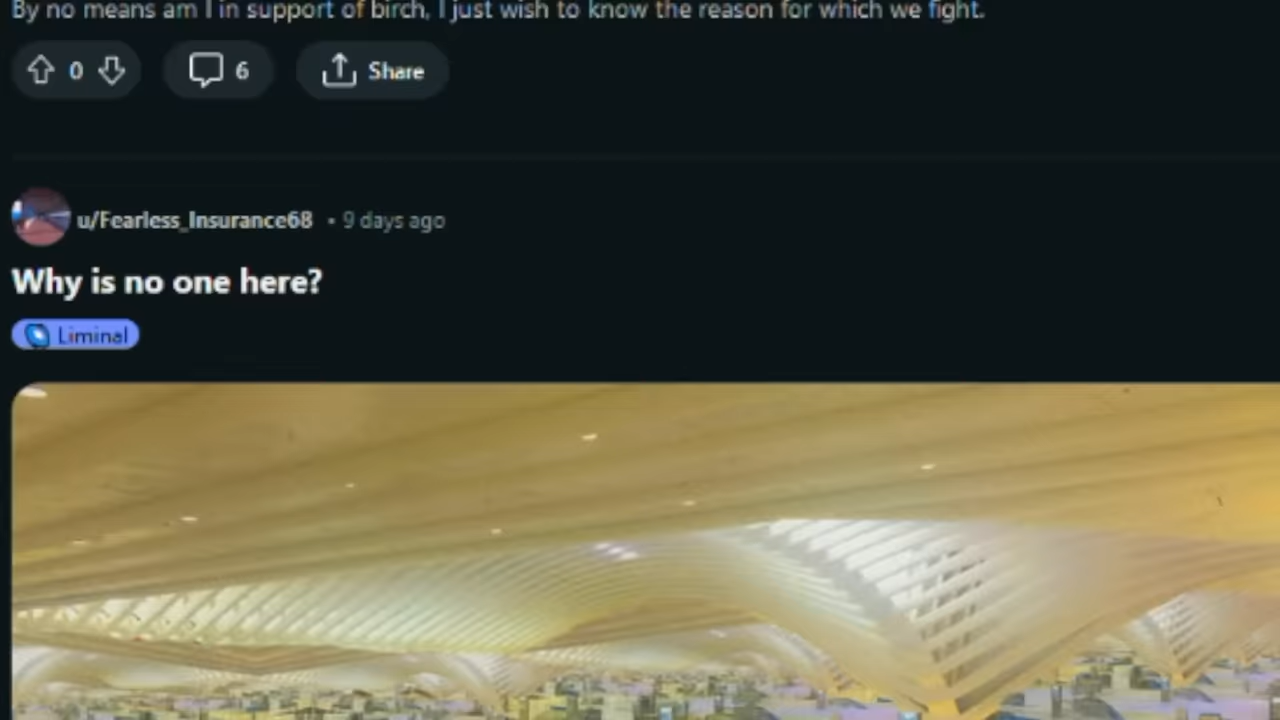 By no means am I in support of birch, I just wish to know the reason for which we fight.
0 6 Share
u/Fearless_Insurance68 • 9 days ago
Why is no one here?
Liminal